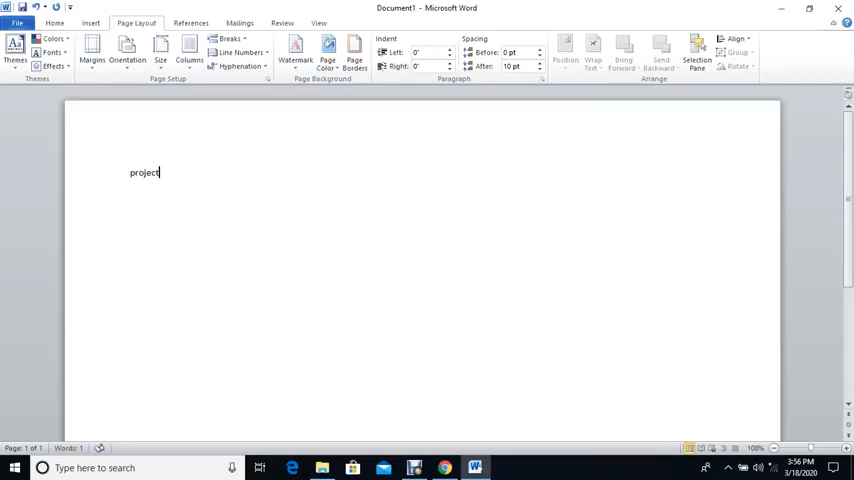 Document1 - Microsoft Word
File Home Insert Page Layout References Mailings Review View
Themes
Colors
Fonts
Effects
Themes
Margins Orientation Size Columns
Breaks
Line Numbers
Hyphenation
Page Setup
Watermark Page Color Page Borders
Page Background
Indent
Left: 0"
Right: 0"
Spacing
Before: 0 pt
After: 10 pt
Paragraph
Position Wrap Text Bring Forward Send Backward Selection Pane
Align
Group
Rotate
Arrange
project
Page: 1 of 1 Words: 1 108%
Type here to search
3:56 PM
3/18/2020